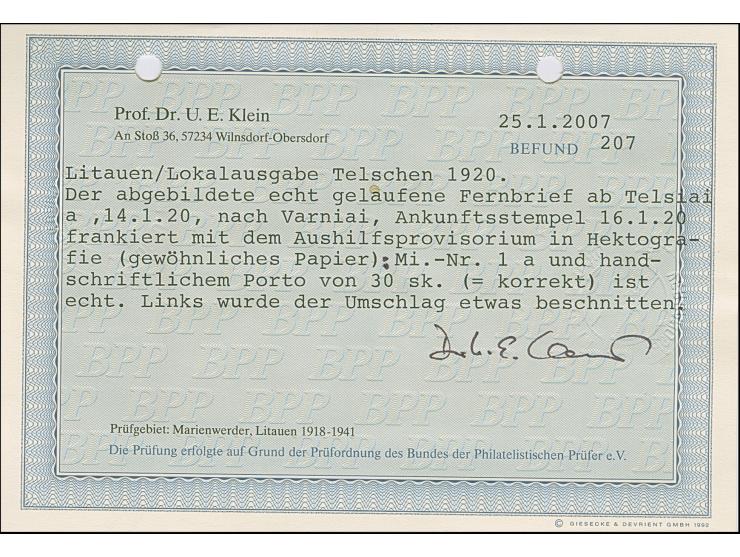 Prof. Dr. U. E. Klein
An Stoß 36, 57234 Wilnsdorf-Obersdorf
25.1.2007
BEFUND 207
Litauen/Lokalausgabe Telschen 1920.
Der abgebildete echt gelaufene Fernbrief ab Telsiai
a ,14.1.20, nach Varniai, Ankunftsstempel 16.1.20
frankiert mit dem Aushilfsprovisorium in Hektogra-
fie (gewöhnliches Papier); Mi.-Nr. 1 a und hand-
schriftlichem Porto von 30 sk. (= korrekt) ist
echt. Links wurde der Umschlag etwas beschnitten.
Prüfgebiet: Marienwerder, Litauen 1918-1941
Die Prüfung erfolgte auf Grund der Prüfordnung des Bundes der Philatelistischen Prüfer e.V.
© GIESECKE & DEVRIENT GMBH 1992